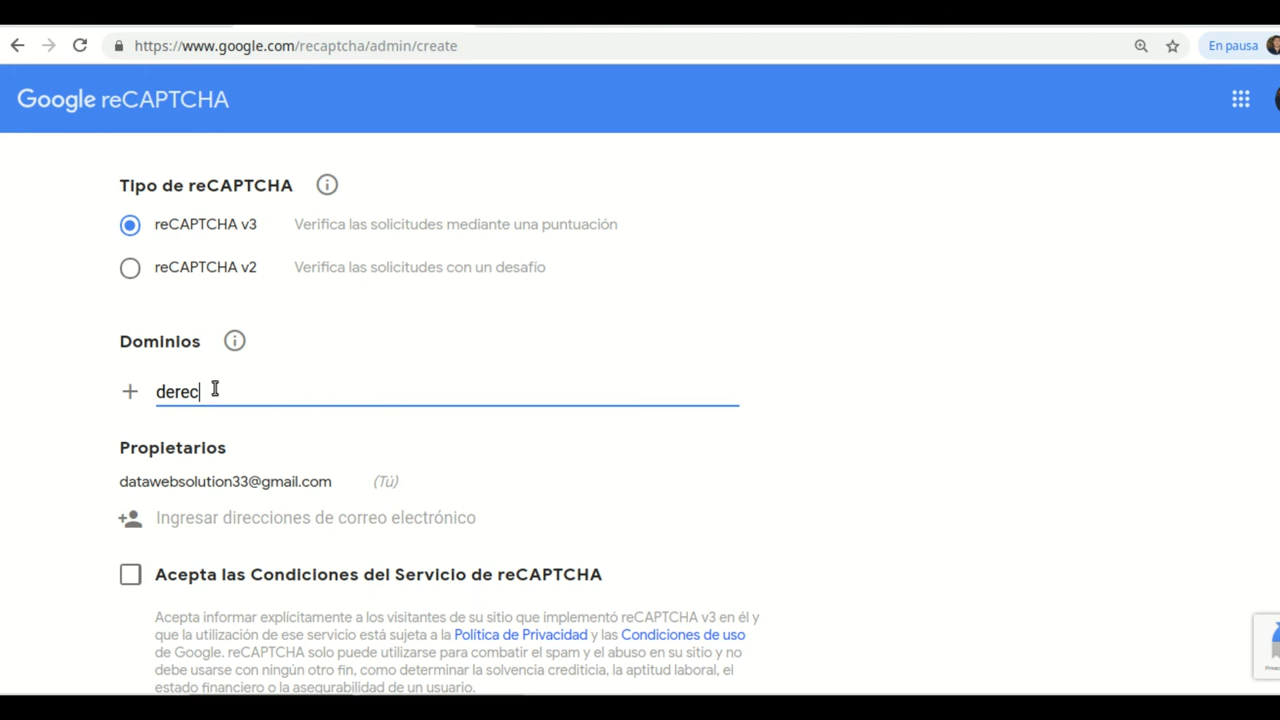 https://www.google.com/recaptcha/admin/create
En pausa
Google reCAPTCHA
Tipo de reCAPTCHA
reCAPTCHA v3 Verifica las solicitudes mediante una puntuación
reCAPTCHA v2 Verifica las solicitudes con un desafío
Dominios
derec
Propietarios
datawebsolution33@gmail.com (Tú)
Ingresar direcciones de correo electrónico
Acepta las Condiciones del Servicio de reCAPTCHA
Acepta informar explícitamente a los visitantes de su sitio que implementó reCAPTCHA v3 en él y
que la utilización de ese servicio está sujeta a la Política de Privacidad y las Condiciones de uso
de Google. reCAPTCHA solo puede utilizarse para combatir el spam y el abuso en su sitio y no
debe usarse con ningún otro fin, como determinar la solvencia crediticia, la aptitud laboral, el
estado financiero o la asegurabilidad de un usuario.